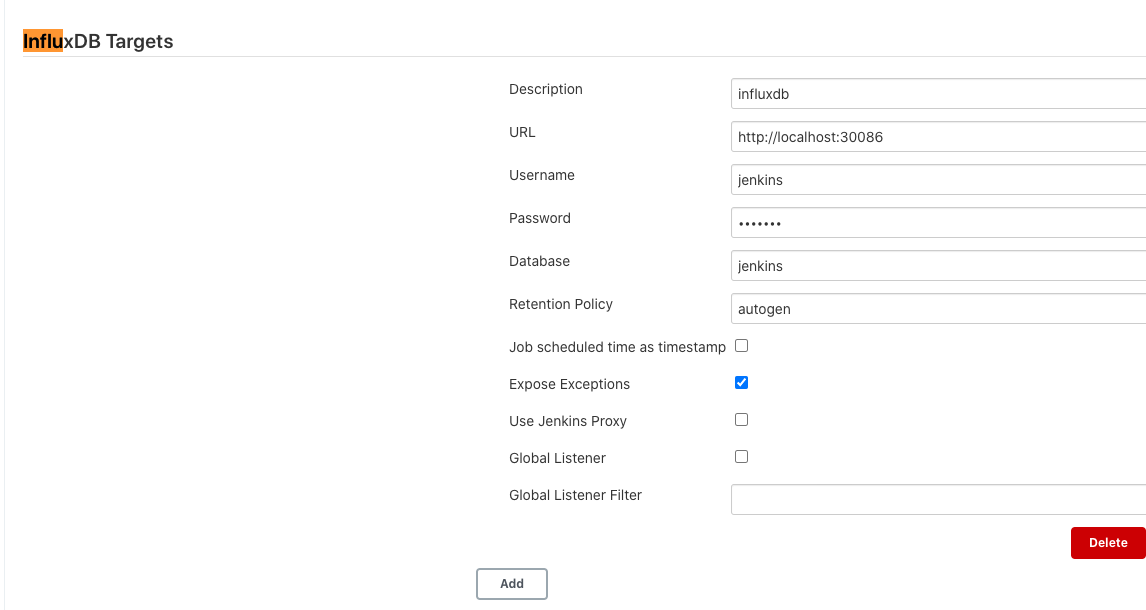 InfluxDB Targets
Description influxdb
URL http://localhost:30086
Username jenkins
Password •••••••
Database jenkins
Retention Policy autogen
Job scheduled time as timestamp
Expose Exceptions
Use Jenkins Proxy
Global Listener
Global Listener Filter
Delete
Add